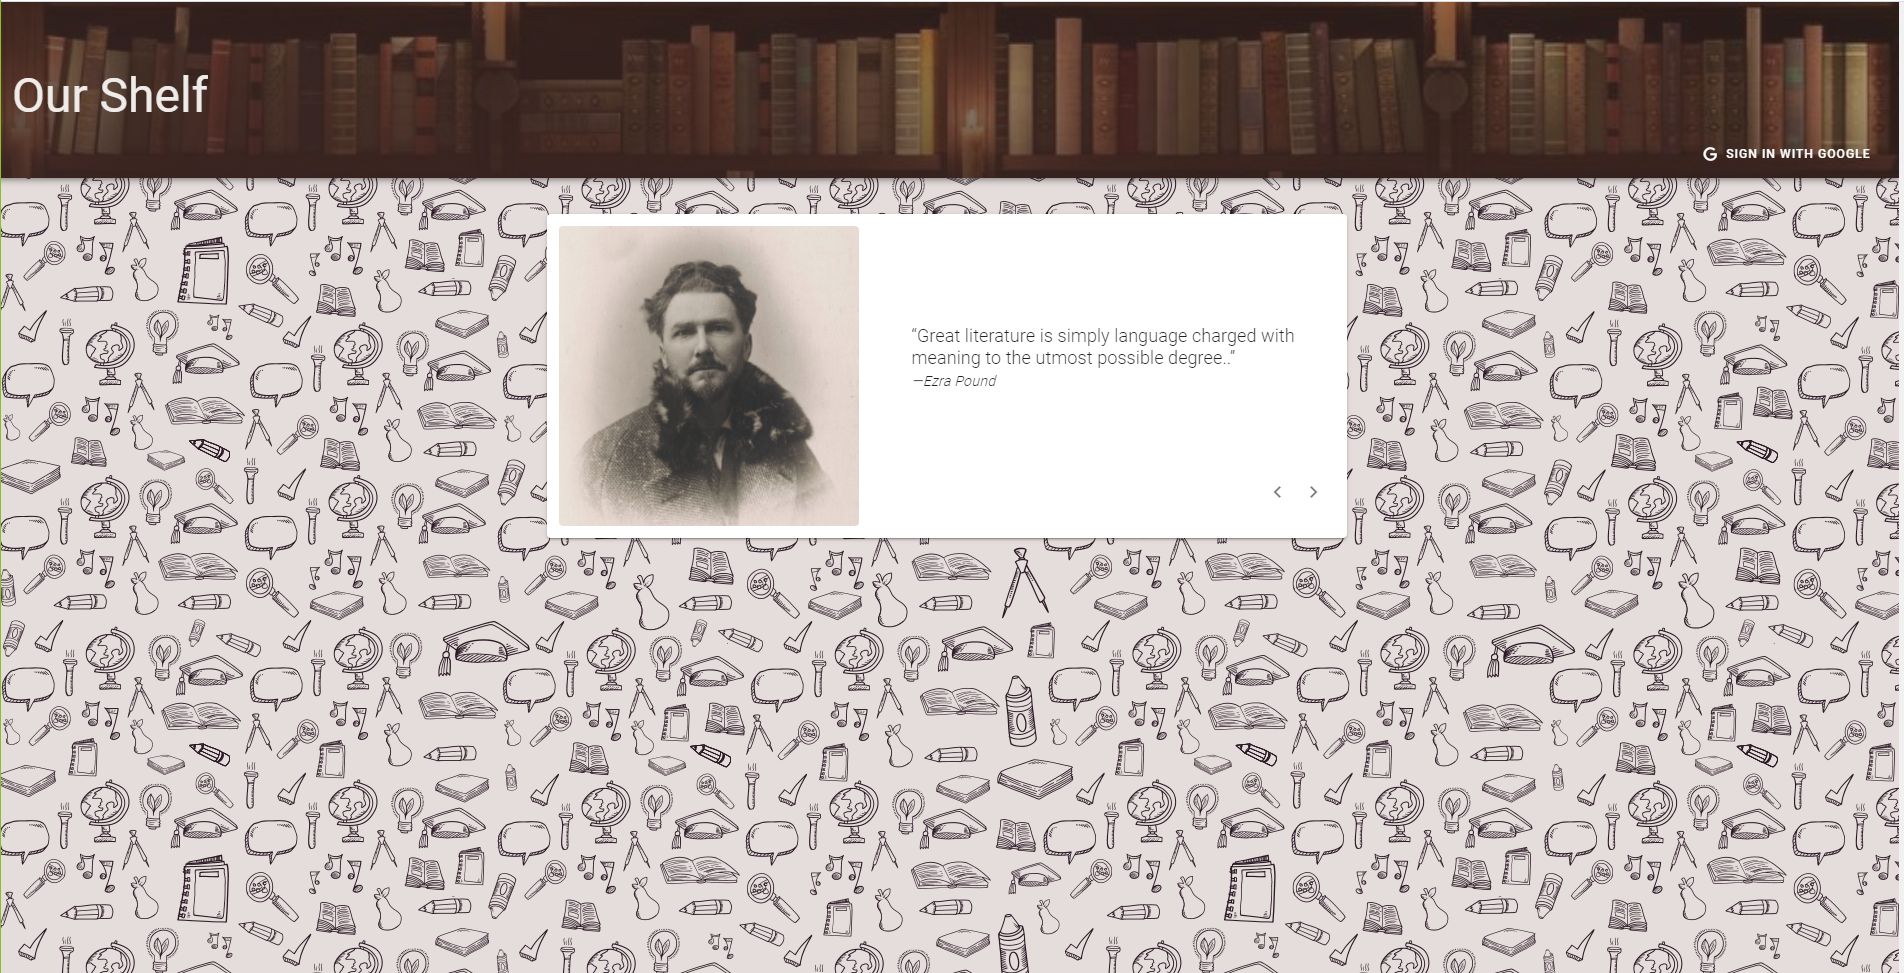 Our Shelf
SIGN IN WITH GOOGLE
“Great literature is simply language charged with
meaning to the utmost possible degree..”
—Ezra Pound